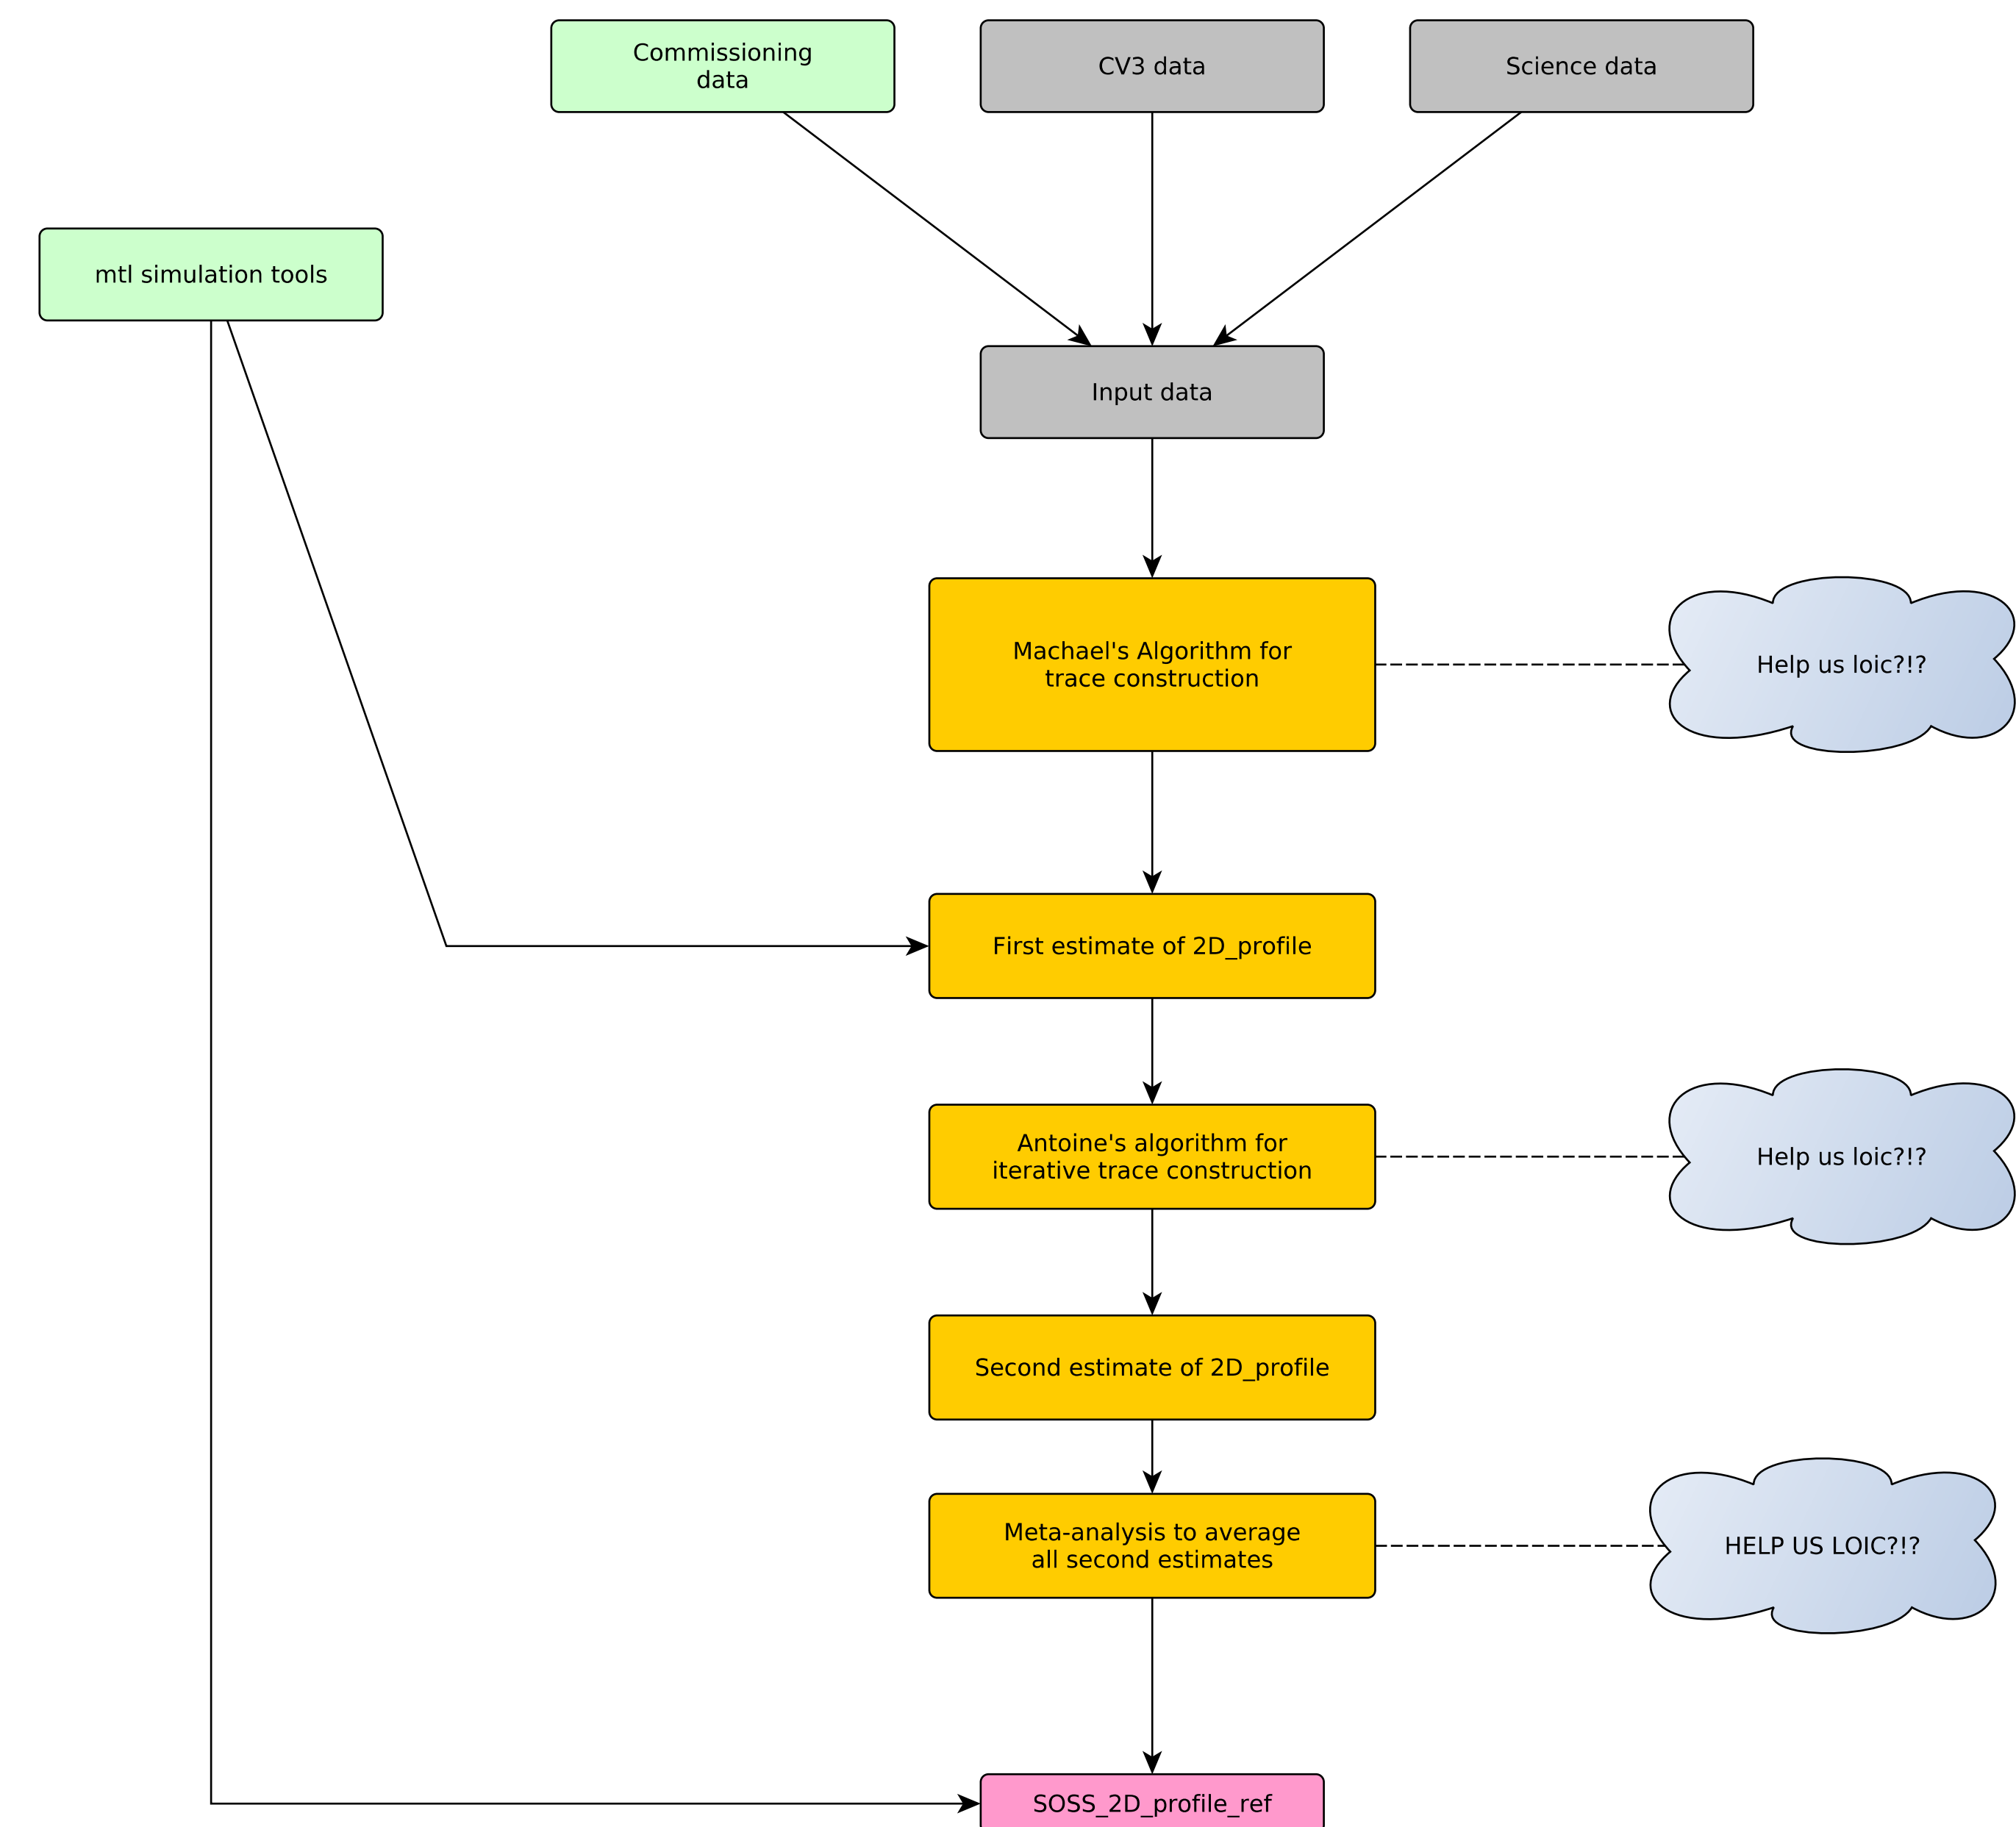 Commissioning
data
CV3 data
Science data
mtl simulation tools
Input data
Machael's Algorithm for
trace construction
Help us loic?!?
First estimate of 2D_profile
Antoine's algorithm for
iterative trace construction
Help us loic?!?
Second estimate of 2D_profile
Meta-analysis to average
all second estimates
HELP US LOIC?!?
SOSS_2D_profile_ref